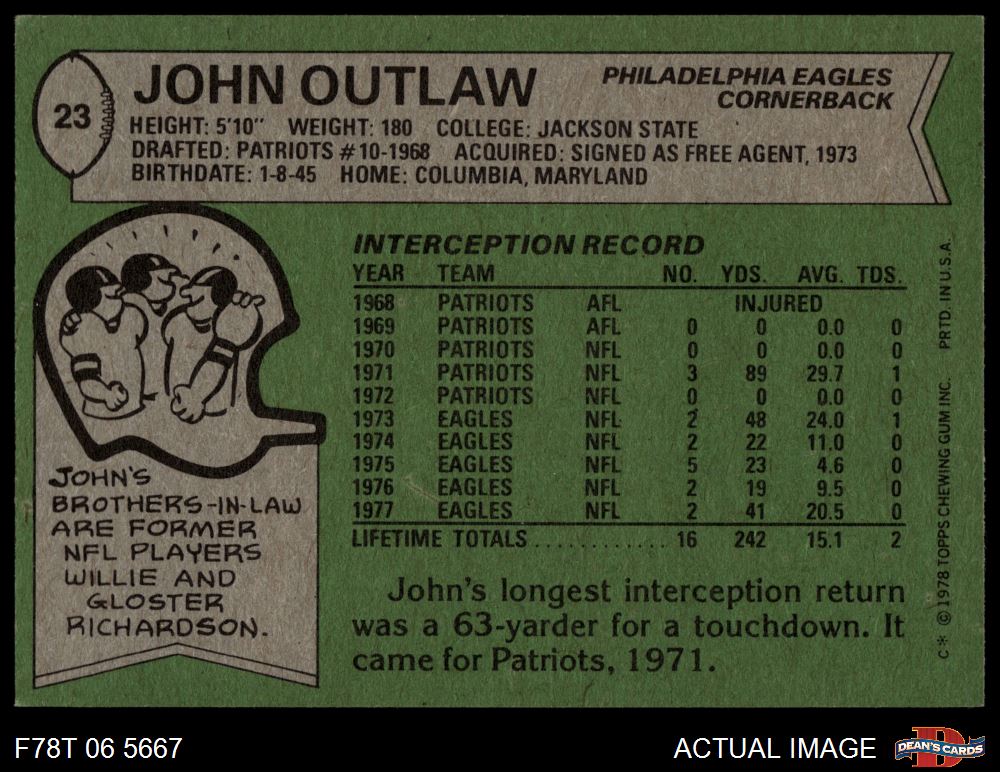 23
JOHN OUTLAW
PHILADELPHIA EAGLES
CORNERBACK
HEIGHT: 5'10" WEIGHT: 180 COLLEGE: JACKSON STATE
DRAFTED: PATRIOTS #10-1968 ACQUIRED: SIGNED AS FREE AGENT, 1973
BIRTHDATE: 1-8-45 HOME: COLUMBIA, MARYLAND
JOHN'S
BROTHERS-IN-LAW
ARE FORMER
NFL PLAYERS
WILLIE AND
GLOSTER
RICHARDSON.
INTERCEPTION RECORD
YEAR TEAM NO. YDS. AVG. TDS.
1968 PATRIOTS AFL INJURED
1969 PATRIOTS AFL 0 0 0.0 0
1970 PATRIOTS NFL 0 0 0.0 0
1971 PATRIOTS NFL 3 89 29.7 1
1972 PATRIOTS NFL 0 0 0.0 0
1973 EAGLES NFL 2 48 24.0 1
1974 EAGLES NFL 2 22 11.0 0
1975 EAGLES NFL 5 23 4.6 0
1976 EAGLES NFL 2 19 9.5 0
1977 EAGLES NFL 2 41 20.5 0
LIFETIME TOTALS............. 16 242 15.1 2
John's longest interception return
was a 63-yarder for a touchdown. It
came for Patriots, 1971.
C* © 1978 TOPPS CHEWING GUM INC. PRTD. IN U.S.A.
F78T 06 5667
ACTUAL IMAGE
D
DEAN'S CARDS